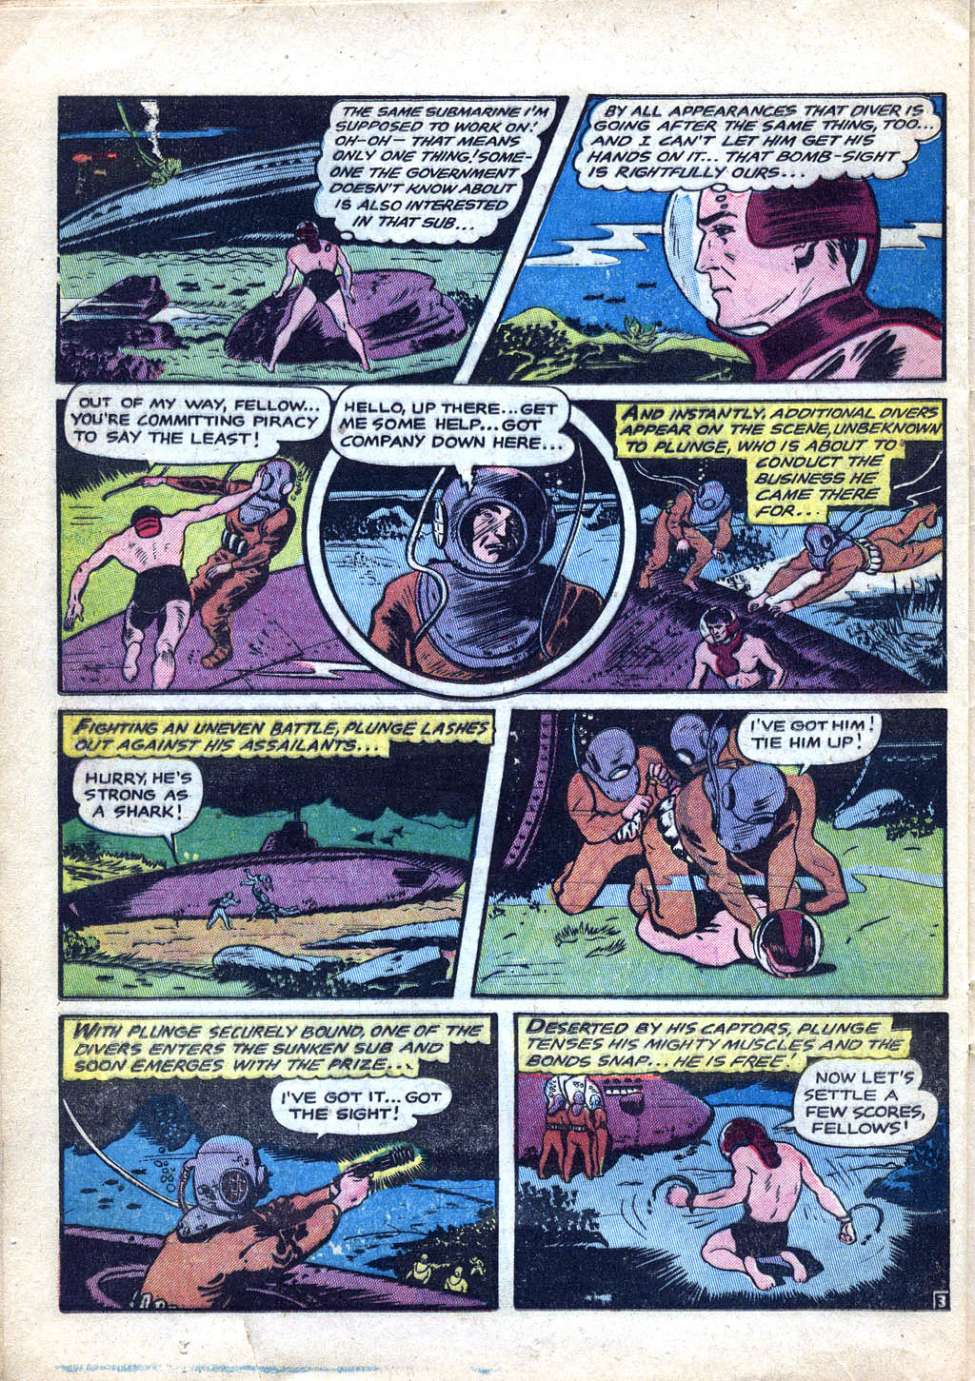 THE SAME SUBMARINE I'M
SUPPOSED TO WORK ON!
OH-OH—THAT MEANS
ONLY ONE THING! SOME-
ONE THE GOVERNMENT
DOESN'T KNOW ABOUT
IS ALSO INTERESTED
IN THAT SUB...
BY ALL APPEARANCES THAT DIVER IS
GOING AFTER THE SAME THING, TOO...
AND I CAN'T LET HIM GET HIS
HANDS ON IT... THAT BOMB-SIGHT
IS RIGHTFULLY OURS...
OUT OF MY WAY, FELLOW...
YOU'RE COMMITTING PIRACY
TO SAY THE LEAST!
HELLO, UP THERE...GET
ME SOME HELP...GOT
COMPANY DOWN HERE...
AND INSTANTLY, ADDITIONAL DIVERS
APPEAR ON THE SCENE, UNBEKNOWN
TO PLUNGE, WHO IS ABOUT TO
CONDUCT THE
BUSINESS HE
CAME THERE
FOR...
FIGHTING AN UNEVEN BATTLE, PLUNGE LASHES
OUT AGAINST HIS ASSAILANTS...
HURRY, HE'S
STRONG AS
A SHARK!
I'VE GOT HIM!
TIE HIM UP!
WITH PLUNGE SECURELY BOUND, ONE OF THE
DIVERS ENTERS THE SUNKEN SUB AND
SOON EMERGES WITH THE PRIZE...
I'VE GOT IT...GOT
THE SIGHT!
DESERTED BY HIS CAPTORS, PLUNGE
TENSES HIS MIGHTY MUSCLES AND THE
BONDS SNAP... HE IS FREE!
NOW LET'S
SETTLE A
FEW SCORES,
FELLOWS!
3